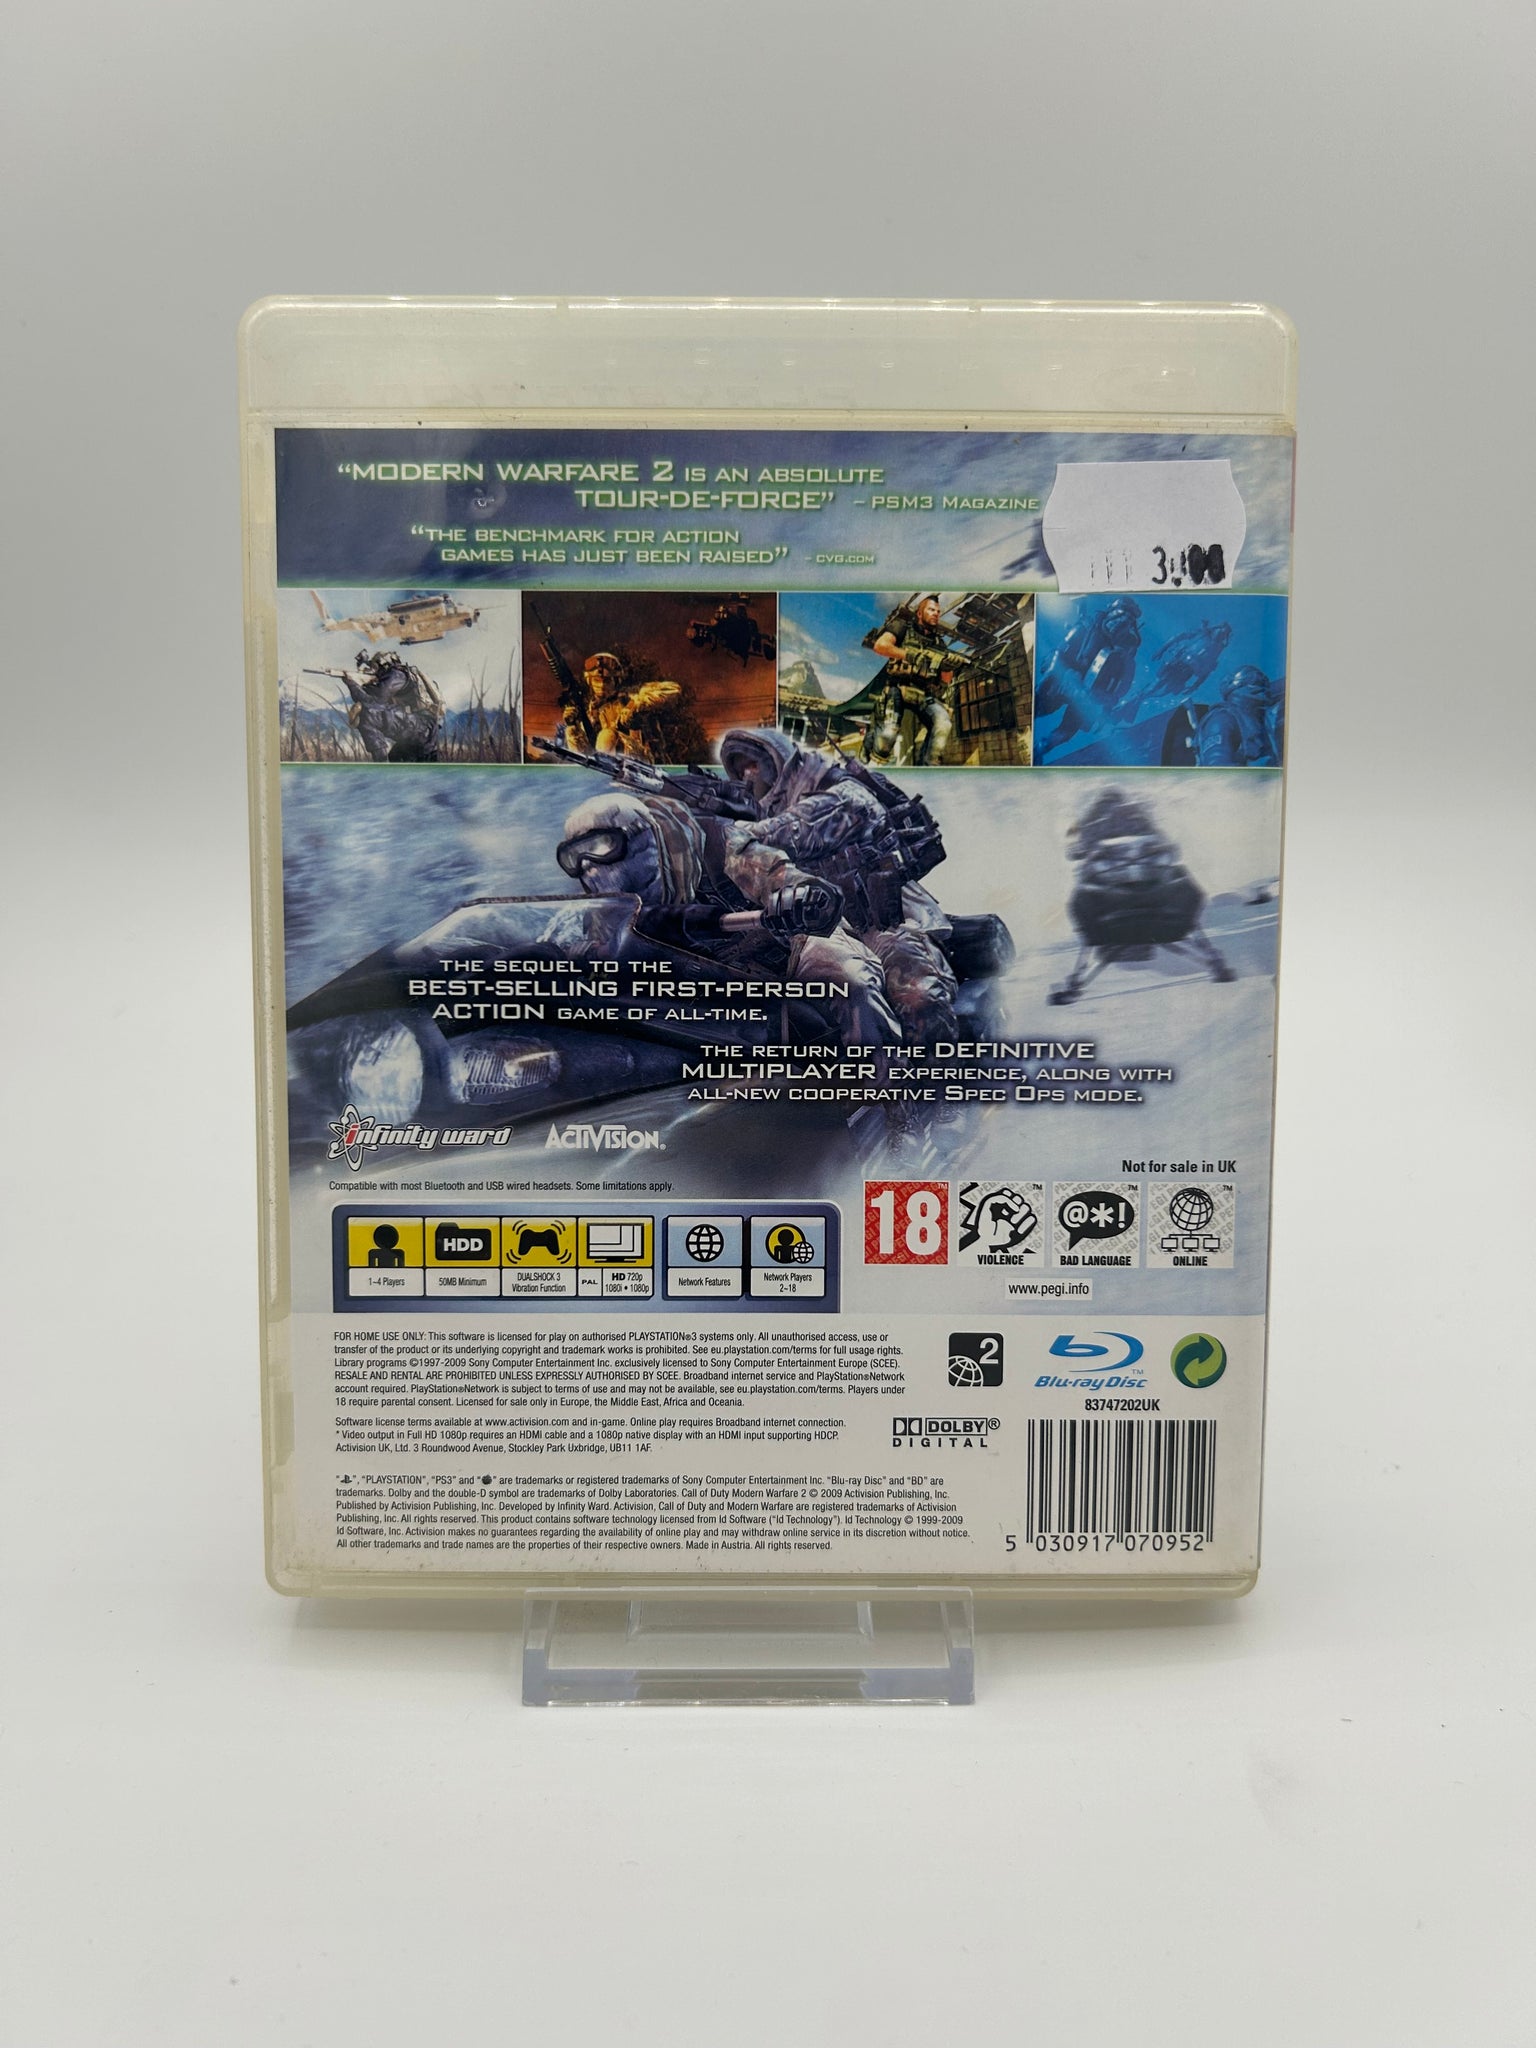 “MODERN WARFARE 2 IS AN ABSOLUTE
TOUR-DE-FORCE” – PSM3 MAGAZINE
“THE BENCHMARK FOR ACTION
GAMES HAS JUST BEEN RAISED” - CVG.COM
THE SEQUEL TO THE
BEST-SELLING FIRST-PERSON
ACTION GAME OF ALL-TIME.
THE RETURN OF THE DEFINITIVE
MULTIPLAYER EXPERIENCE, ALONG WITH
ALL-NEW COOPERATIVE SPEC OPS MODE.
infinity ward
ACTIVISION®
Not for sale in UK
Compatible with most Bluetooth and USB wired headsets. Some limitations apply.
1~4 Players
HDD
50MB Minimum
DUALSHOCK 3
Vibration Function
PAL
HD 720p
1080i • 1080p
Network Features
Network Players
2~18
18
VIOLENCE
@*!
BAD LANGUAGE
ONLINE
www.pegi.info
FOR HOME USE ONLY: This software is licensed for play on authorised PLAYSTATION®3 systems only. All unauthorised access, use or
transfer of the product or its underlying copyright and trademark works is prohibited. See eu.playstation.com/terms for full usage rights.
Library programs ©1997-2009 Sony Computer Entertainment Inc. exclusively licensed to Sony Computer Entertainment Europe (SCEE).
RESALE AND RENTAL ARE PROHIBITED UNLESS EXPRESSLY AUTHORISED BY SCEE. Broadband internet service and PlayStation®Network
account required. PlayStation®Network is subject to terms of use and may not be available, see eu.playstation.com/terms. Players under
18 require parental consent. Licensed for sale only in Europe, the Middle East, Africa and Oceania.
2
Blu-ray Disc™
83747202UK
Software license terms available at www.activision.com and in-game. Online play requires Broadband internet connection.
* Video output in Full HD 1080p requires an HDMI cable and a 1080p native display with an HDMI input supporting HDCP.
Activision UK, Ltd. 3 Roundwood Avenue, Stockley Park Uxbridge, UB11 1AF.
DOLBY®
DIGITAL
“ ”, “PLAYSTATION”, “PS3” and “ ” are trademarks or registered trademarks of Sony Computer Entertainment Inc. “Blu-ray Disc” and “BD” are
trademarks. Dolby and the double-D symbol are trademarks of Dolby Laboratories. Call of Duty Modern Warfare 2 © 2009 Activision Publishing, Inc.
Published by Activision Publishing, Inc. Developed by Infinity Ward. Activision, Call of Duty and Modern Warfare are registered trademarks of Activision
Publishing, Inc. All rights reserved. This product contains software technology licensed from Id Software (“Id Technology”). Id Technology © 1999-2009
Id Software, Inc. Activision makes no guarantees regarding the availability of online play and may withdraw online service in its discretion without notice.
All other trademarks and trade names are the properties of their respective owners. Made in Austria. All rights reserved.
5 030917 070952